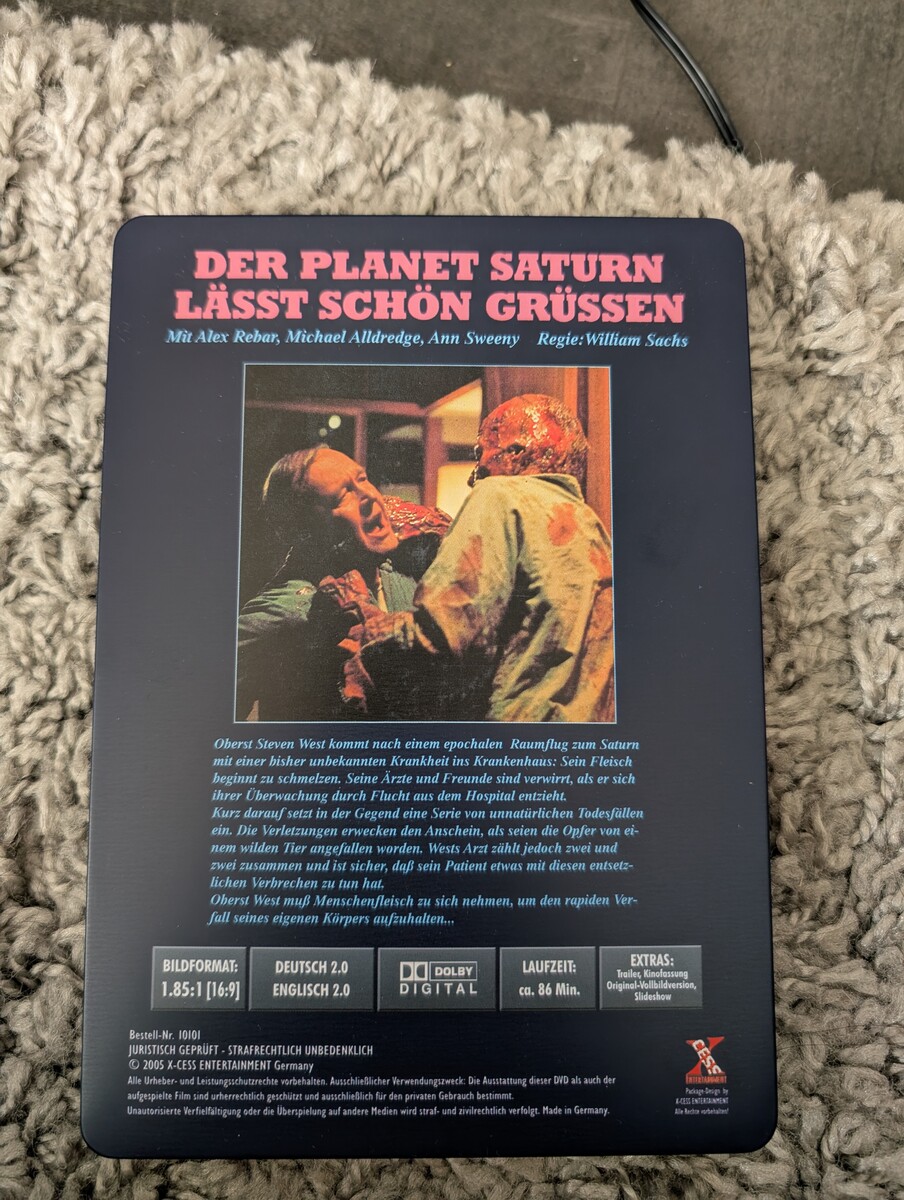 DER PLANET SATURN
LÄSST SCHÖN GRÜSSEN
Mit Alex Rebar, Michael Alldredge, Ann Sweeny Regie:William Sachs
Oberst Steven West kommt nach einem epochalen Raumflug zum Saturn
mit einer bisher unbekannten Krankheit ins Krankenhaus: Sein Fleisch
beginnt zu schmelzen. Seine Ärzte und Freunde sind verwirrt, als er sich
ihrer Überwachung durch Flucht aus dem Hospital entzieht.
Kurz darauf setzt in der Gegend eine Serie von unnatürlichen Todesfällen
ein. Die Verletzungen erwecken den Anschein, als seien die Opfer von ei-
nem wilden Tier angefallen worden. Wests Arzt zählt jedoch zwei und
zwei zusammen und ist sicher, daß sein Patient etwas mit diesen entsetz-
lichen Verbrechen zu tun hat.
Oberst West muß Menschenfleisch zu sich nehmen, um den rapiden Ver-
fall seines eigenen Körpers aufzuhalten...
BILDFORMAT:
1.85:1 [16:9]
DEUTSCH 2.0
ENGLISCH 2.0
DOLBY
DIGITAL
LAUFZEIT:
ca. 86 Min.
EXTRAS:
Trailer, Kinofassung
Original-Vollbildversion,
Slideshow
Bestell-Nr. 10101
JURISTISCH GEPRÜFT - STRAFRECHTLICH UNBEDENKLICH
© 2005 X-CESS ENTERTAINMENT Germany
Alle Urheber- und Leistungsschutzrechte vorbehalten. Ausschließlicher Verwendungszweck: Die Ausstattung dieser DVD als auch der
aufgespielte Film sind urherrechtlich geschützt und ausschließlich für den privaten Gebrauch bestimmt.
Unautorisierte Verfielfältigung oder die Überspielung auf andere Medien wird straf- und zivilrechtlich verfolgt. Made in Germany.
X-CESS
ENTERTAINMENT
Package-Design by
X-CESS ENTERTAINMENT
Alle Rechte vorbehalten!